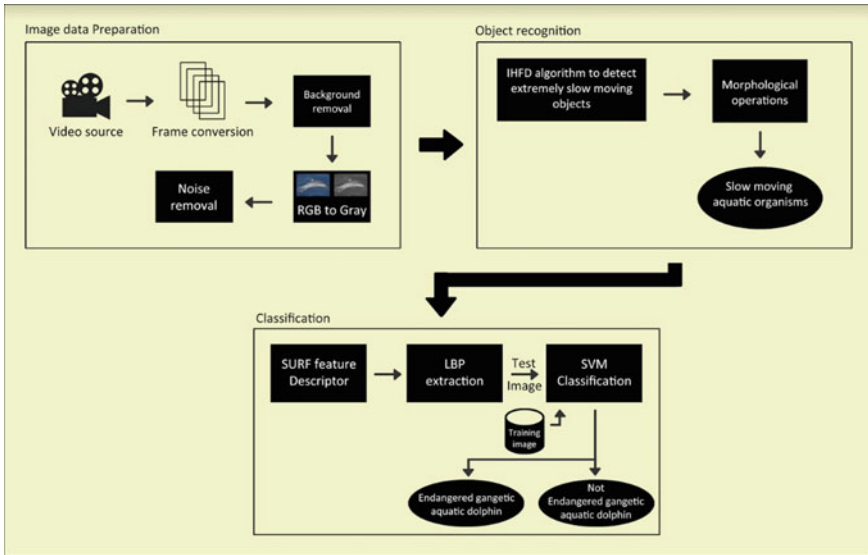 Image data Preparation
Video source
Frame conversion
Background
removal
RGB to Gray
Noise
removal
Object recognition
IHFD algorithm to detect
extremely slow moving
objects
Morphological
operations
Slow moving
aquatic organisms
Classification
SURF feature
Descriptor
LBP
extraction
Test
Image
SVM
Classification
Training
image
Endangered gangetic
aquatic dolphin
Not
Endangered gangetic
aquatic dolphin